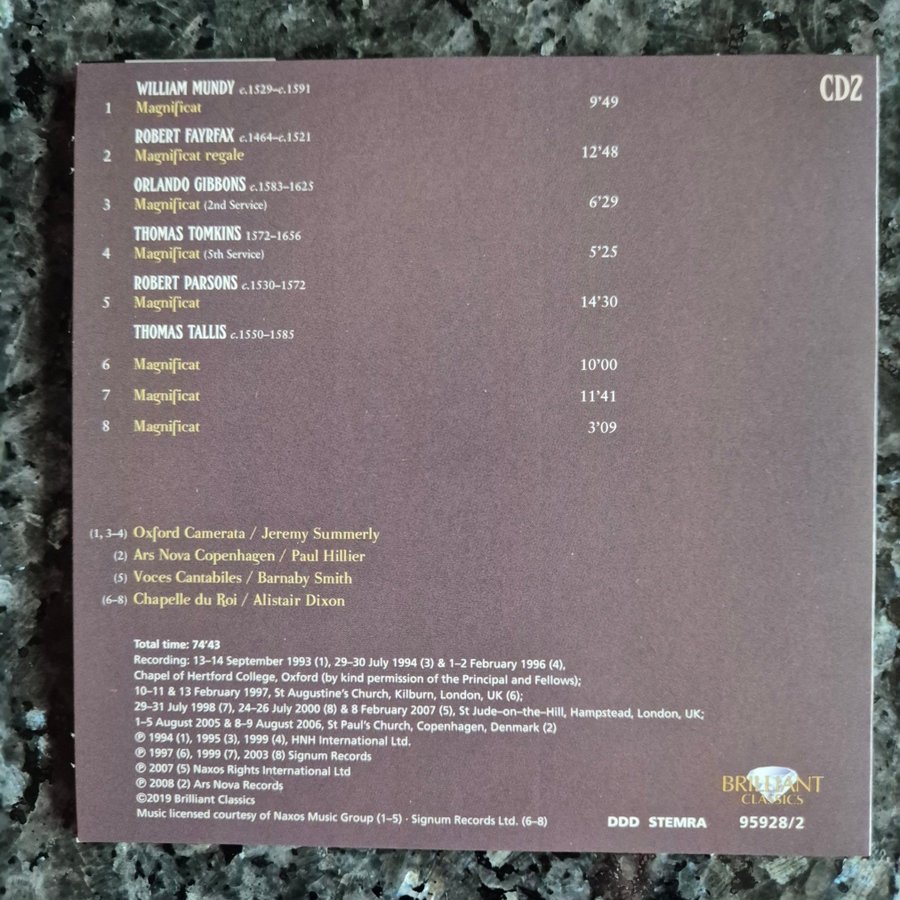 CD2
WILLIAM MUNDY c.1529–c.1591
1 Magnificat 9'49
ROBERT FAYRFAX c.1464–c.1521
2 Magnificat regale 12'48
ORLANDO GIBBONS c.1583–1625
3 Magnificat (2nd Service) 6'29
THOMAS TOMKINS 1572–1656
4 Magnificat (5th Service) 5'25
ROBERT PARSONS c.1530–1572
5 Magnificat 14'30
THOMAS TALLIS c.1550–1585
6 Magnificat 10'00
7 Magnificat 11'41
8 Magnificat 3'09
(1, 3–4) Oxford Camerata / Jeremy Summerly
(2) Ars Nova Copenhagen / Paul Hillier
(5) Voces Cantabiles / Barnaby Smith
(6–8) Chapelle du Roi / Alistair Dixon
Total time: 74'43
Recording: 13–14 September 1993 (1), 29–30 July 1994 (3) & 1–2 February 1996 (4),
Chapel of Hertford College, Oxford (by kind permission of the Principal and Fellows);
10–11 & 13 February 1997, St Augustine's Church, Kilburn, London, UK (6);
29–31 July 1998 (7), 24–26 July 2000 (8) & 8 February 2007 (5), St Jude-on-the-Hill, Hampstead, London, UK;
1–5 August 2005 & 8–9 August 2006, St Paul's Church, Copenhagen, Denmark (2)
℗ 1994 (1), 1995 (3), 1999 (4), HNH International Ltd.
℗ 1997 (6), 1999 (7), 2003 (8) Signum Records
℗ 2007 (5) Naxos Rights International Ltd
℗ 2008 (2) Ars Nova Records
©2019 Brilliant Classics
Music licensed courtesy of Naxos Music Group (1–5) · Signum Records Ltd. (6–8)
BRILLIANT
CLASSICS
DDD STEMRA 95928/2